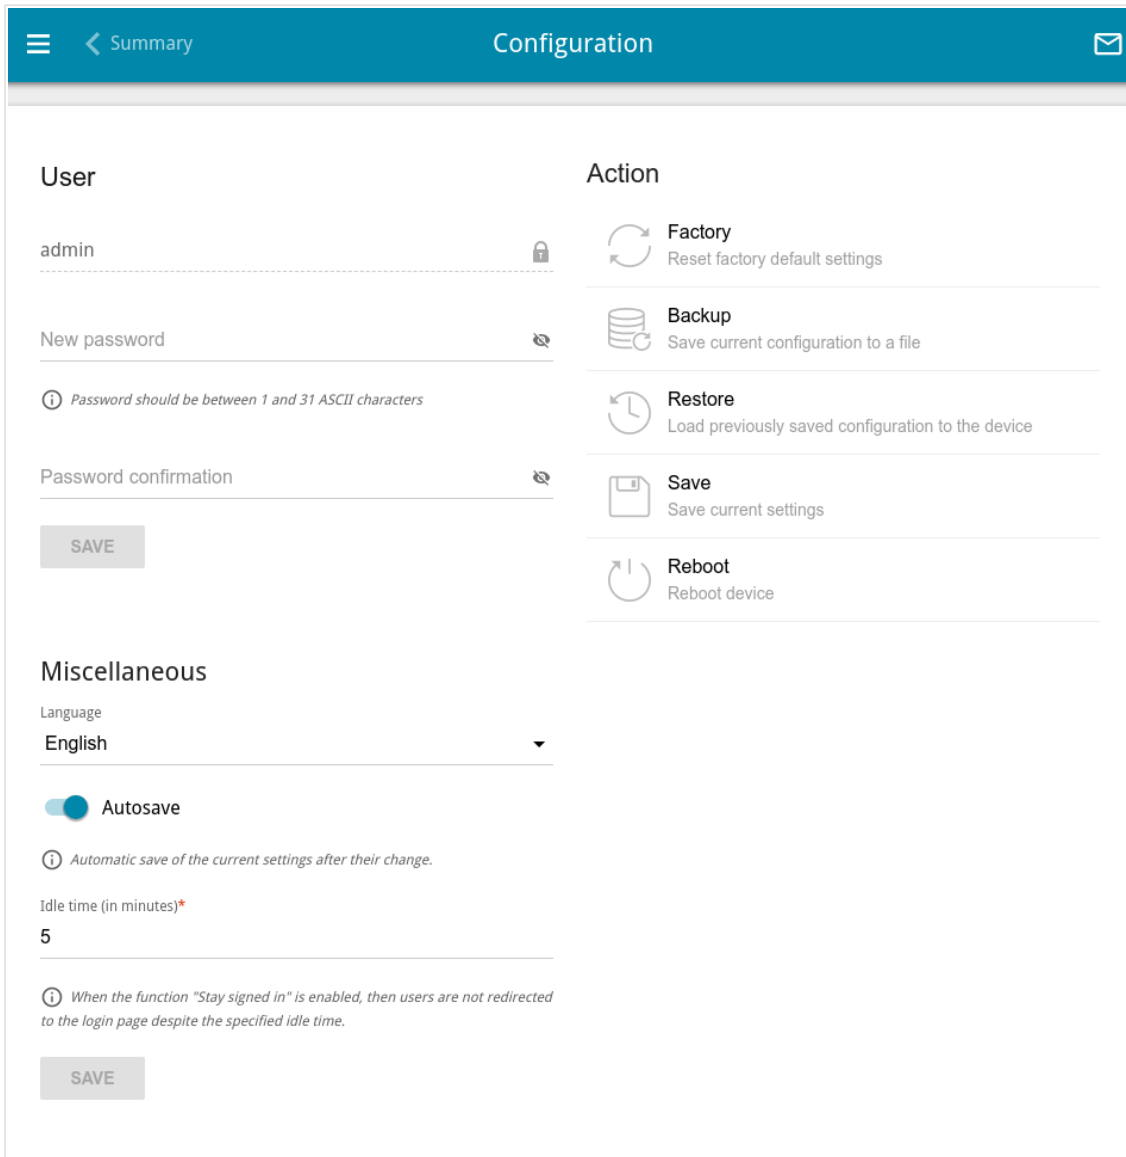 Summary
Configuration
User
admin
New password
Password should be between 1 and 31 ASCII characters
Password confirmation
SAVE
Miscellaneous
Language
English
Autosave
Automatic save of the current settings after their change.
Idle time (in minutes)*
5
When the function "Stay signed in" is enabled, then users are not redirected
to the login page despite the specified idle time.
SAVE
Action
Factory
Reset factory default settings
Backup
Save current configuration to a file
Restore
Load previously saved configuration to the device
Save
Save current settings
Reboot
Reboot device